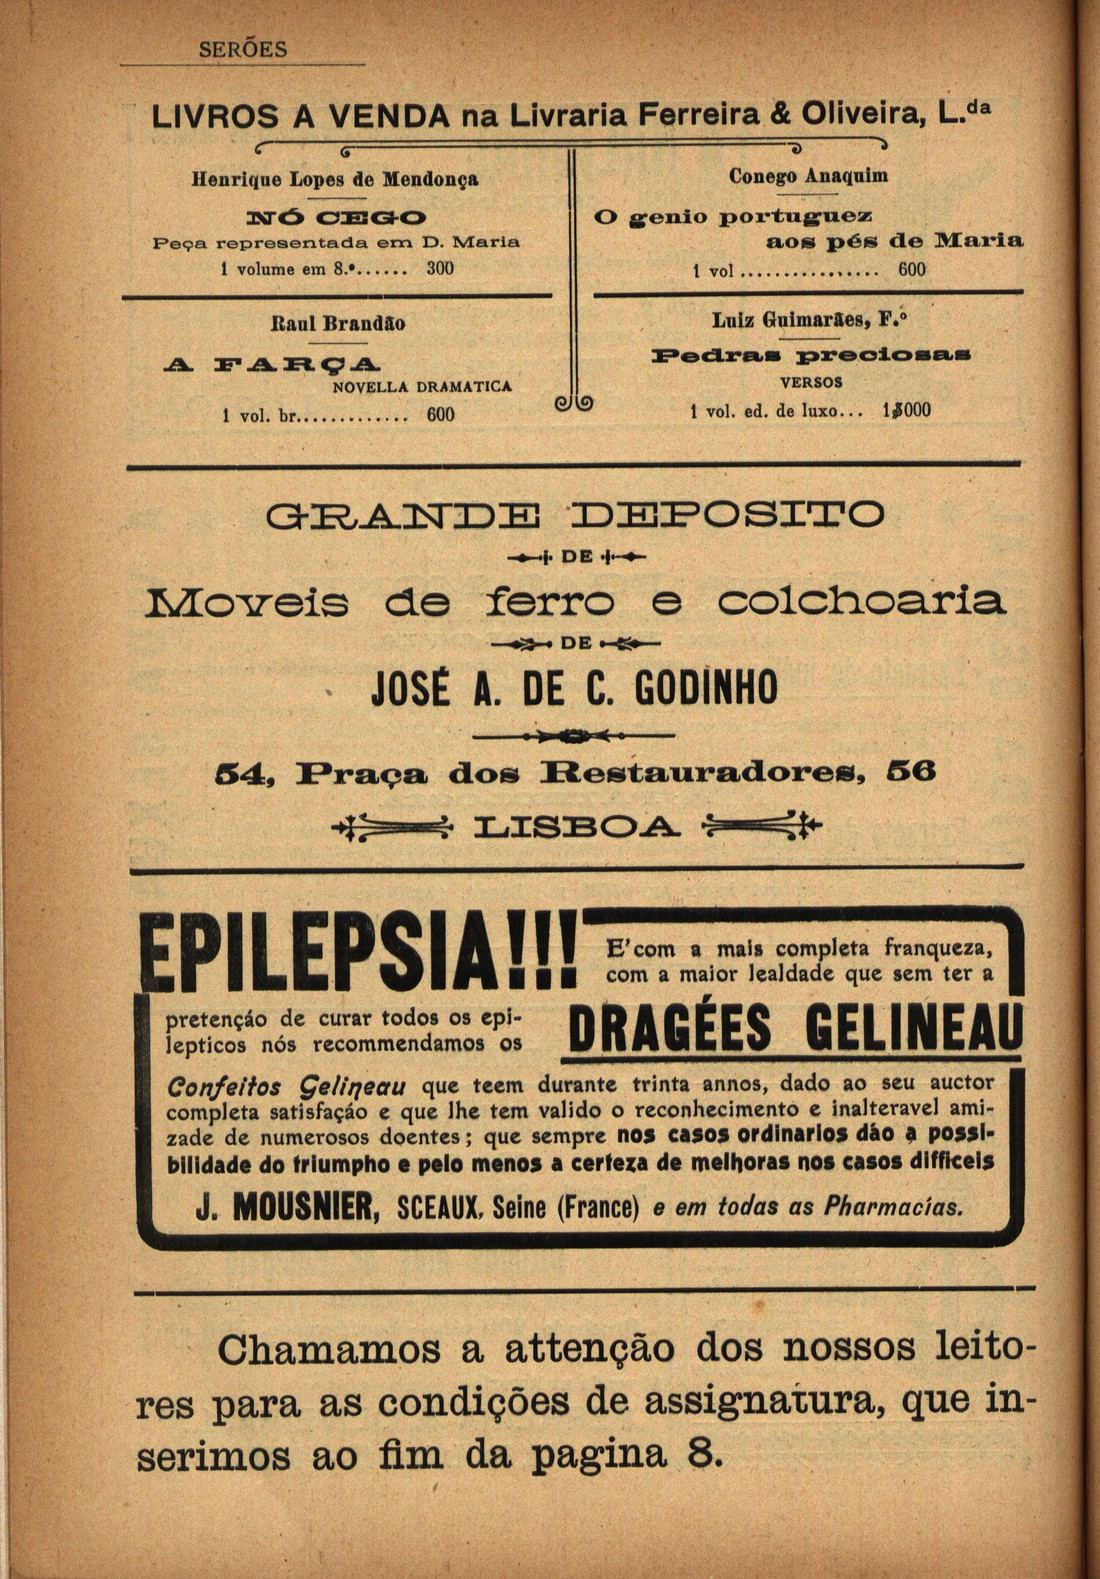 SERÕES
LIVROS A VENDA na Livraria Ferreira & Oliveira, L.da
Henrique Lopes de Mendonça
NÓ CEGO
Peça representada em D. Maria
1 volume em 8.º...... 300
Raul Brandão
A FARÇA
NOVELLA DRAMATICA
1 vol. br............. 600
Conego Anaquim
O genio portuguez
aos pés de Maria
1 vol ................ 600
Luiz Guimarães, F.º
Pedras preciosas
VERSOS
1 vol. ed. de luxo... 1$000
GRANDE DEPOSITO
DE
Moveis de ferro e colchoaria
DE
JOSÉ A. DE C. GODINHO
54, Praça dos Restauradores, 56
LISBOA
EPILEPSIA!!!
E' com a mais completa franqueza,
com a maior lealdade que sem ter a
pretenção de curar todos os epi-
lepticos nós recommendamos os
DRAGÉES GELINEAU
Confeitos Gelineau que teem durante trinta annos, dado ao seu auctor
completa satisfação e que lhe tem valido o reconhecimento e inalteravel ami-
zade de numerosos doentes; que sempre nos casos ordinarios dão a possi-
bilidade do triumpho e pelo menos a certeza de melhoras nos casos difficeis
J. MOUSNIER, SCEAUX, Seine (France) e em todas as Pharmacias.
Chamamos a attenção dos nossos leito-
res para as condições de assignatura, que in-
serimos ao fim da pagina 8.